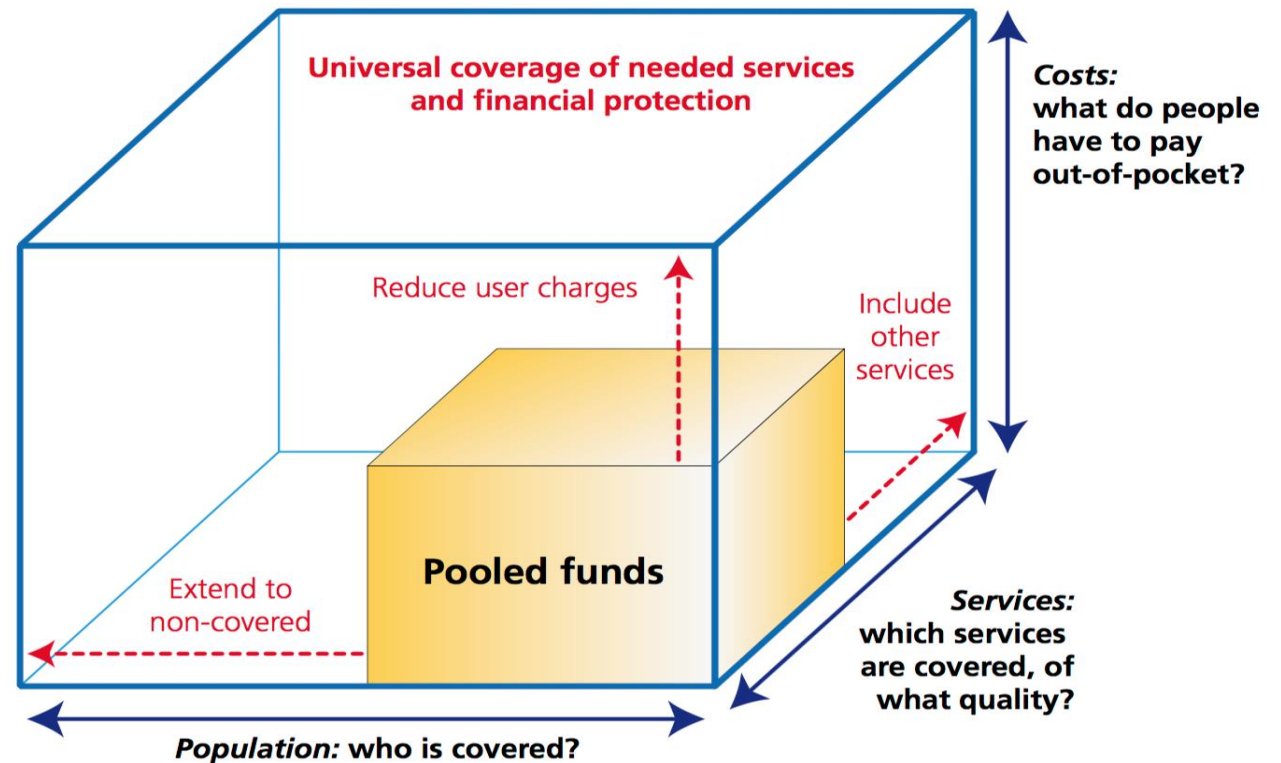 Universal coverage of needed services
and financial protection
Costs:
what do people
have to pay
out-of-pocket?
Reduce user charges
Include
other
services
Pooled funds
Extend to
non-covered
Services:
which services
are covered, of
what quality?
Population: who is covered?